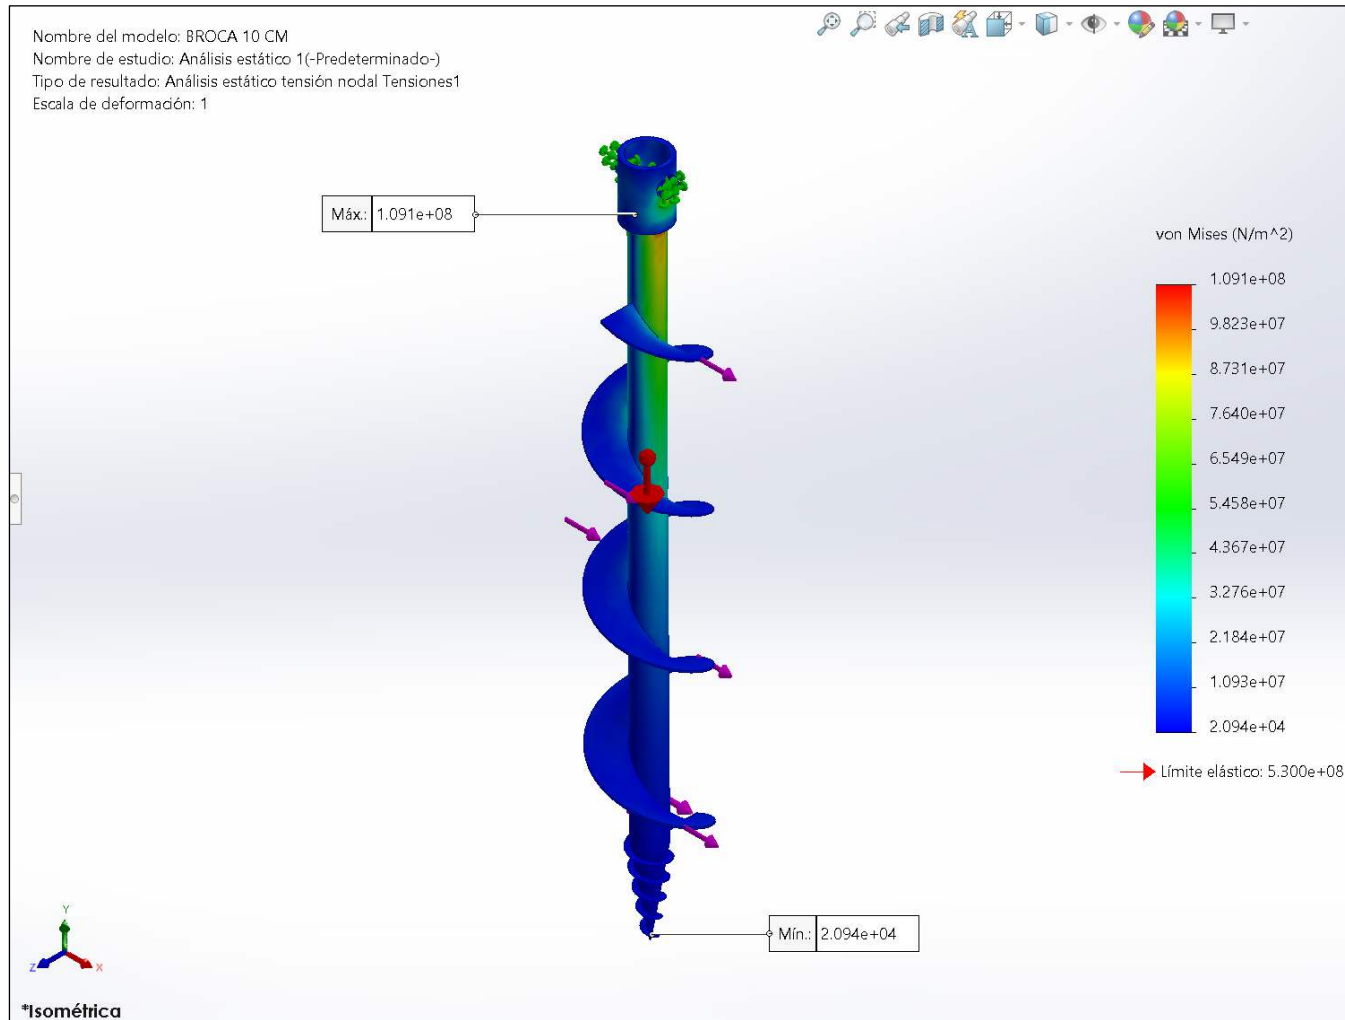 Nombre del modelo: BROCA 10 CM
Nombre de estudio: Análisis estático 1(-Predeterminado-)
Tipo de resultado: Análisis estático tensión nodal Tensiones1
Escala de deformación: 1
Máx.: 1.091e+08
von Mises (N/m^2)
1.091e+08
9.823e+07
8.731e+07
7.640e+07
6.549e+07
5.458e+07
4.367e+07
3.276e+07
2.184e+07
1.093e+07
2.094e+04
Límite elástico: 5.300e+08
Mín.: 2.094e+04
Y
Z
X
*Isométrica